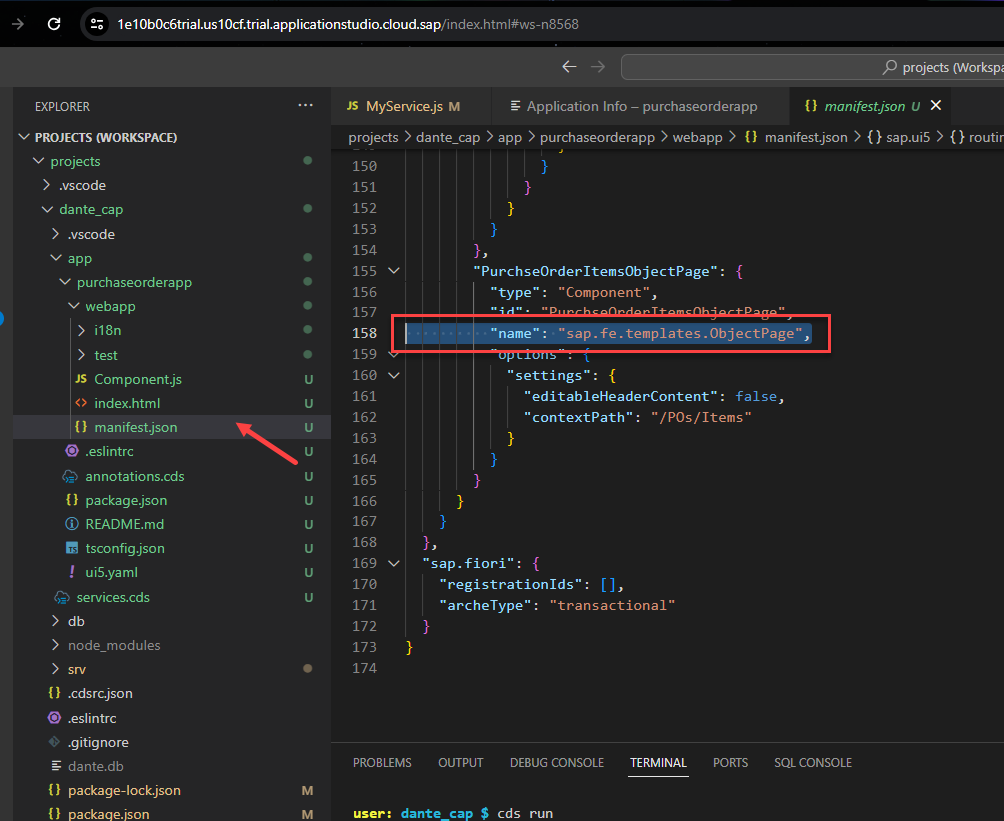 1e10b0c6trial.us10cf.trial.applicationstudio.cloud.sap/index.html#ws-n8568
projects (Workspa
EXPLORER
PROJECTS (WORKSPACE)
projects
.vscode
dante_cap
.vscode
app
purchaseorderapp
webapp
i18n
test
JS Component.js U
<> index.html U
{} manifest.json U
.eslintrc U
annotations.cds U
{} package.json U
README.md U
TS tsconfig.json U
! ui5.yaml U
services.cds U
db
node_modules
srv
{} .cdsrc.json
.eslintrc
.gitignore
dante.db
{} package-lock.json M
{} package.json M
JS MyService.js M
Application Info – purchaseorderapp
{} manifest.json U
projects > dante_cap > app > purchaseorderapp > webapp > {} manifest.json > {} sap.ui5 > {} routin
150 }
151 }
152 }
153 }
154 },
155 "PurchseOrderItemsObjectPage": {
156 "type": "Component",
157 "id": "PurchseOrderItemsObjectPage",
158 "name": "sap.fe.templates.ObjectPage",
159 "options": {
160 "settings": {
161 "editableHeaderContent": false,
162 "contextPath": "/POs/Items"
163 }
164 }
165 }
166 }
167 }
168 },
169 "sap.fiori": {
170 "registrationIds": [],
171 "archeType": "transactional"
172 }
173 }
174
PROBLEMS OUTPUT DEBUG CONSOLE TERMINAL PORTS SQL CONSOLE
user: dante_cap $ cds run